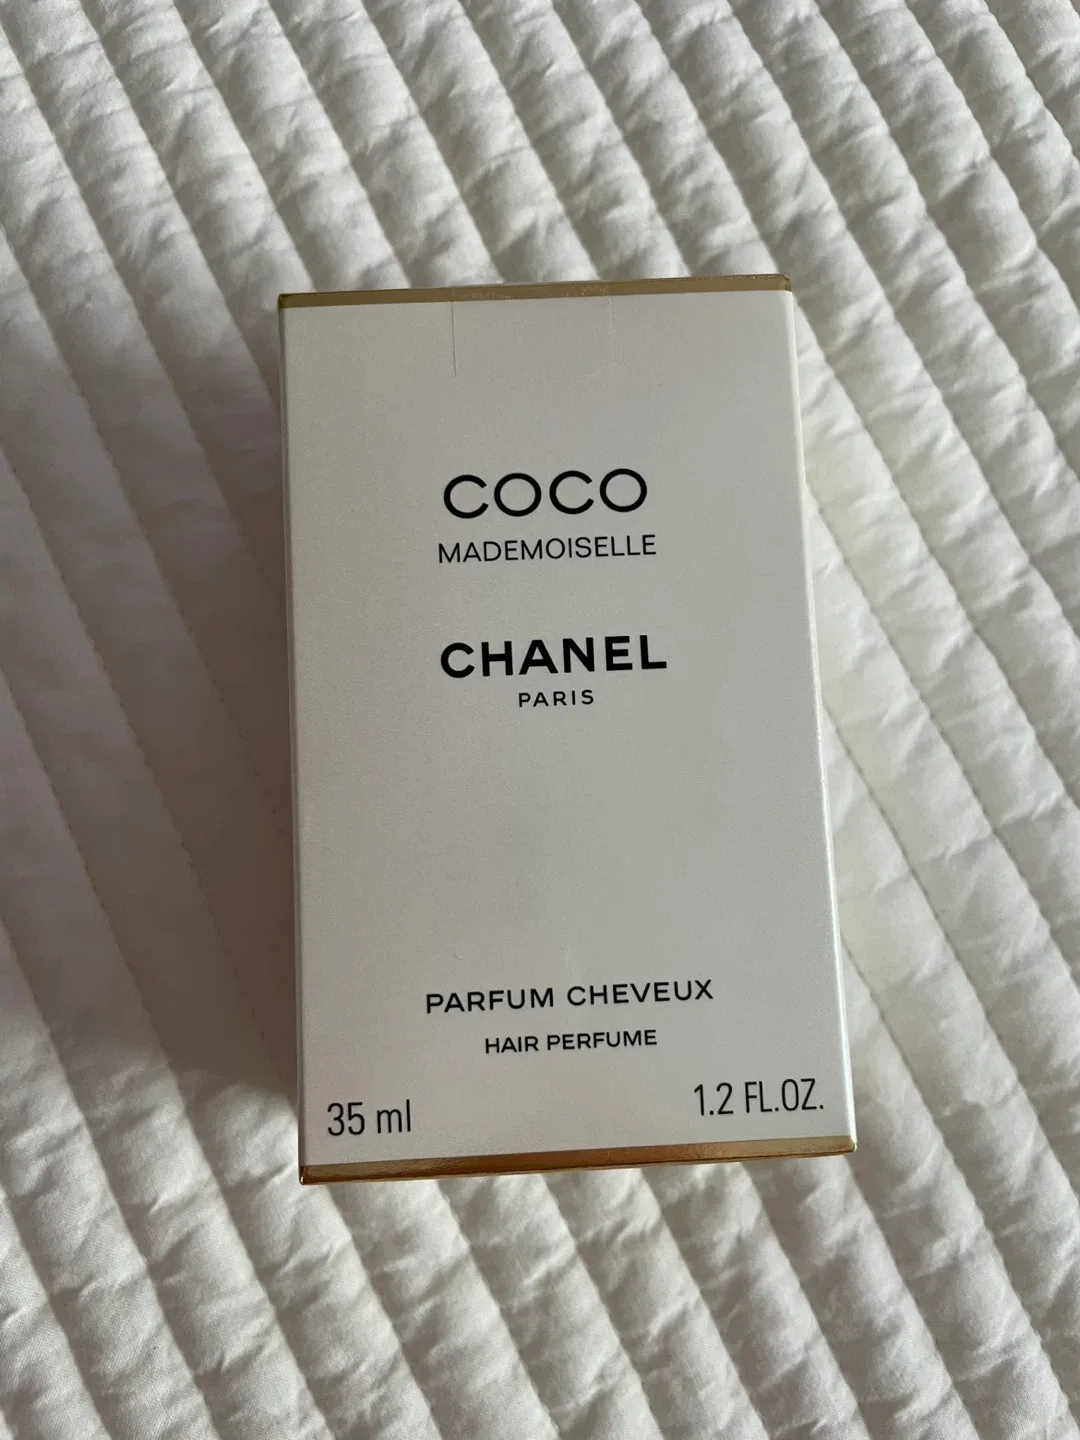 COCO
MADEMOISELLE
CHANEL
PARIS
PARFUM CHEVEUX
HAIR PERFUME
35 ml
1.2 FL.OZ.